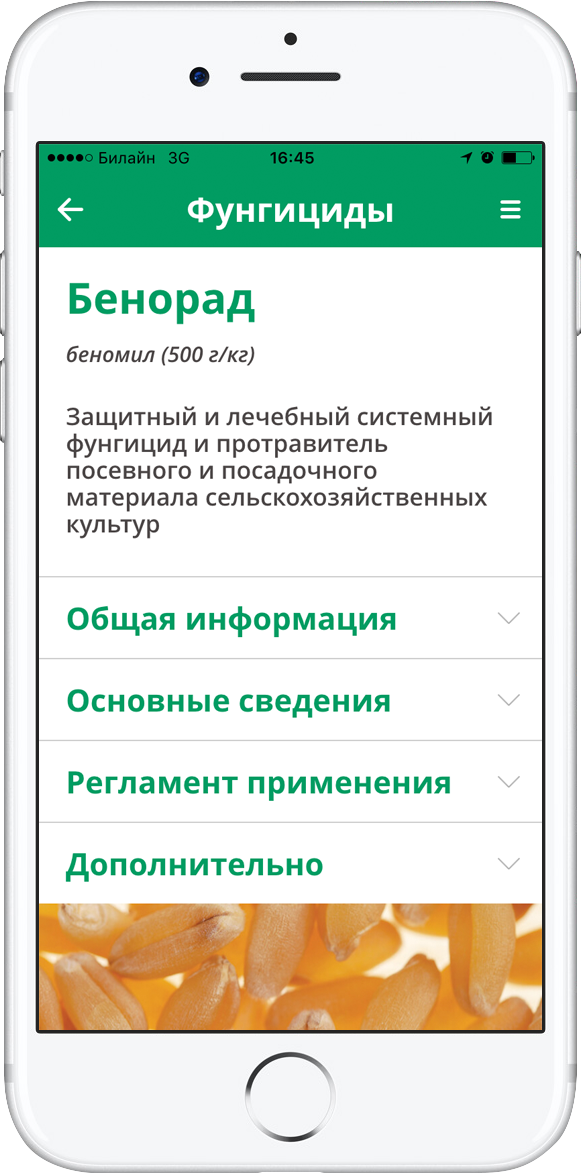 Билайн 3G 16:45
Фунгициды
Бенорад
беномил (500 г/кг)
Защитный и лечебный системный
фунгицид и протравитель
посевного и посадочного
материала сельскохозяйственных
культур
Общая информация
Основные сведения
Регламент применения
Дополнительно